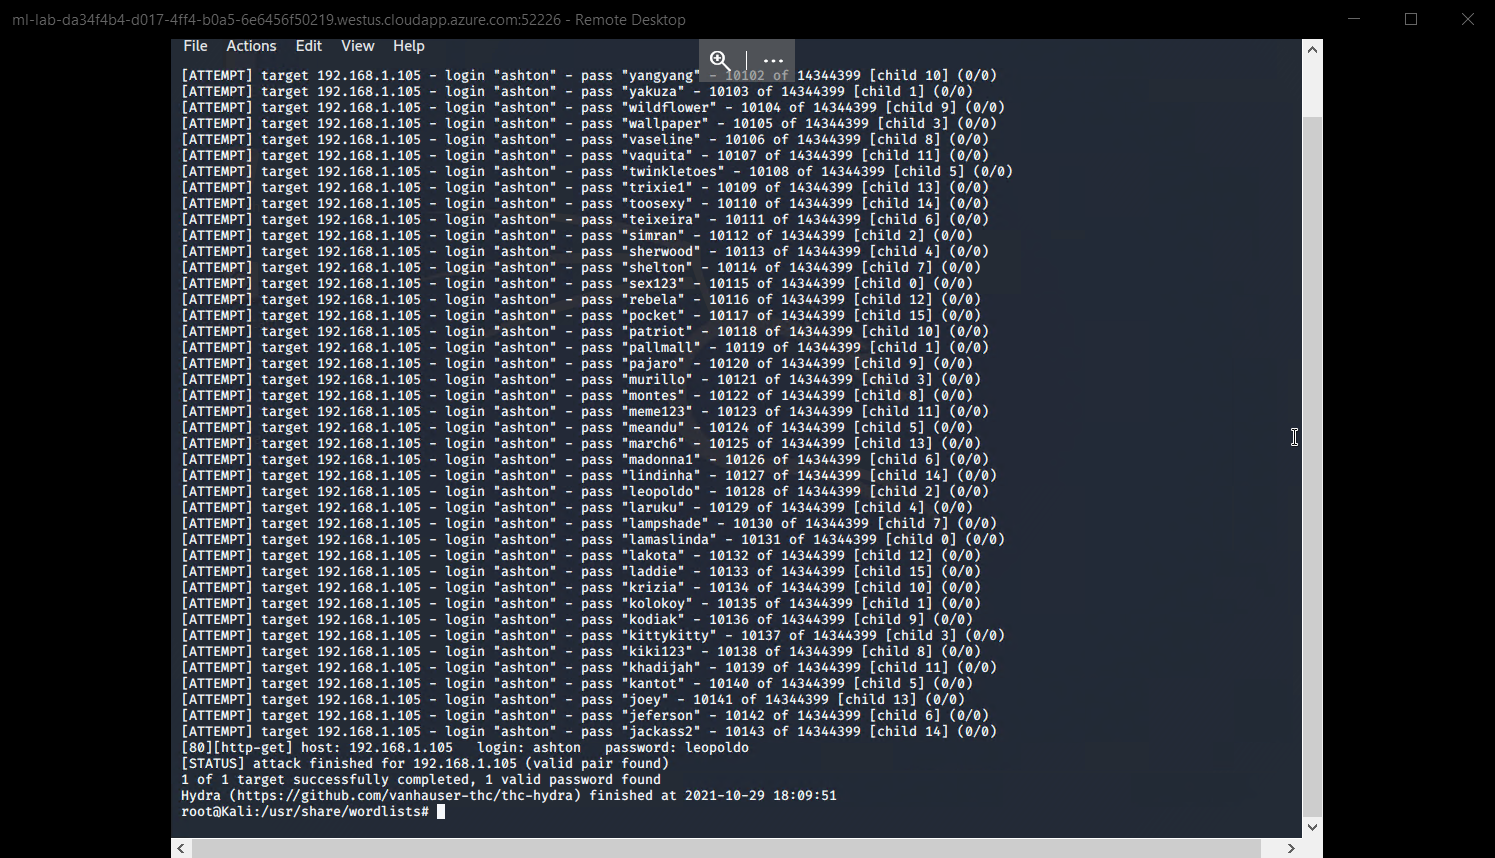 ml-lab-da34f4b4-d017-4ff4-b0a5-6e6456f50219.westus.cloudapp.azure.com:52226 - Remote Desktop
File Actions Edit View Help
[ATTEMPT] target 192.168.1.105 - login "ashton" - pass "yangyang" - 10102 of 14344399 [child 10] (0/0)
[ATTEMPT] target 192.168.1.105 - login "ashton" - pass "yakuza" - 10103 of 14344399 [child 1] (0/0)
[ATTEMPT] target 192.168.1.105 - login "ashton" - pass "wildflower" - 10104 of 14344399 [child 9] (0/0)
[ATTEMPT] target 192.168.1.105 - login "ashton" - pass "wallpaper" - 10105 of 14344399 [child 3] (0/0)
[ATTEMPT] target 192.168.1.105 - login "ashton" - pass "vaseline" - 10106 of 14344399 [child 8] (0/0)
[ATTEMPT] target 192.168.1.105 - login "ashton" - pass "vaquita" - 10107 of 14344399 [child 11] (0/0)
[ATTEMPT] target 192.168.1.105 - login "ashton" - pass "twinkletoes" - 10108 of 14344399 [child 5] (0/0)
[ATTEMPT] target 192.168.1.105 - login "ashton" - pass "trixie1" - 10109 of 14344399 [child 13] (0/0)
[ATTEMPT] target 192.168.1.105 - login "ashton" - pass "toosexy" - 10110 of 14344399 [child 14] (0/0)
[ATTEMPT] target 192.168.1.105 - login "ashton" - pass "teixeira" - 10111 of 14344399 [child 6] (0/0)
[ATTEMPT] target 192.168.1.105 - login "ashton" - pass "simran" - 10112 of 14344399 [child 2] (0/0)
[ATTEMPT] target 192.168.1.105 - login "ashton" - pass "sherwood" - 10113 of 14344399 [child 4] (0/0)
[ATTEMPT] target 192.168.1.105 - login "ashton" - pass "shelton" - 10114 of 14344399 [child 7] (0/0)
[ATTEMPT] target 192.168.1.105 - login "ashton" - pass "sex123" - 10115 of 14344399 [child 0] (0/0)
[ATTEMPT] target 192.168.1.105 - login "ashton" - pass "rebela" - 10116 of 14344399 [child 12] (0/0)
[ATTEMPT] target 192.168.1.105 - login "ashton" - pass "pocket" - 10117 of 14344399 [child 15] (0/0)
[ATTEMPT] target 192.168.1.105 - login "ashton" - pass "patriot" - 10118 of 14344399 [child 10] (0/0)
[ATTEMPT] target 192.168.1.105 - login "ashton" - pass "pallmall" - 10119 of 14344399 [child 1] (0/0)
[ATTEMPT] target 192.168.1.105 - login "ashton" - pass "pajaro" - 10120 of 14344399 [child 9] (0/0)
[ATTEMPT] target 192.168.1.105 - login "ashton" - pass "murillo" - 10121 of 14344399 [child 3] (0/0)
[ATTEMPT] target 192.168.1.105 - login "ashton" - pass "montes" - 10122 of 14344399 [child 8] (0/0)
[ATTEMPT] target 192.168.1.105 - login "ashton" - pass "meme123" - 10123 of 14344399 [child 11] (0/0)
[ATTEMPT] target 192.168.1.105 - login "ashton" - pass "meandu" - 10124 of 14344399 [child 5] (0/0)
[ATTEMPT] target 192.168.1.105 - login "ashton" - pass "march6" - 10125 of 14344399 [child 13] (0/0)
[ATTEMPT] target 192.168.1.105 - login "ashton" - pass "madonna1" - 10126 of 14344399 [child 6] (0/0)
[ATTEMPT] target 192.168.1.105 - login "ashton" - pass "lindinha" - 10127 of 14344399 [child 14] (0/0)
[ATTEMPT] target 192.168.1.105 - login "ashton" - pass "leopoldo" - 10128 of 14344399 [child 2] (0/0)
[ATTEMPT] target 192.168.1.105 - login "ashton" - pass "laruku" - 10129 of 14344399 [child 4] (0/0)
[ATTEMPT] target 192.168.1.105 - login "ashton" - pass "lampshade" - 10130 of 14344399 [child 7] (0/0)
[ATTEMPT] target 192.168.1.105 - login "ashton" - pass "lamaslinda" - 10131 of 14344399 [child 0] (0/0)
[ATTEMPT] target 192.168.1.105 - login "ashton" - pass "lakota" - 10132 of 14344399 [child 12] (0/0)
[ATTEMPT] target 192.168.1.105 - login "ashton" - pass "laddie" - 10133 of 14344399 [child 15] (0/0)
[ATTEMPT] target 192.168.1.105 - login "ashton" - pass "krizia" - 10134 of 14344399 [child 10] (0/0)
[ATTEMPT] target 192.168.1.105 - login "ashton" - pass "kolokoy" - 10135 of 14344399 [child 1] (0/0)
[ATTEMPT] target 192.168.1.105 - login "ashton" - pass "kodiak" - 10136 of 14344399 [child 9] (0/0)
[ATTEMPT] target 192.168.1.105 - login "ashton" - pass "kittykitty" - 10137 of 14344399 [child 3] (0/0)
[ATTEMPT] target 192.168.1.105 - login "ashton" - pass "kiki123" - 10138 of 14344399 [child 8] (0/0)
[ATTEMPT] target 192.168.1.105 - login "ashton" - pass "khadijah" - 10139 of 14344399 [child 11] (0/0)
[ATTEMPT] target 192.168.1.105 - login "ashton" - pass "kantot" - 10140 of 14344399 [child 5] (0/0)
[ATTEMPT] target 192.168.1.105 - login "ashton" - pass "joey" - 10141 of 14344399 [child 13] (0/0)
[ATTEMPT] target 192.168.1.105 - login "ashton" - pass "jeferson" - 10142 of 14344399 [child 6] (0/0)
[ATTEMPT] target 192.168.1.105 - login "ashton" - pass "jackass2" - 10143 of 14344399 [child 14] (0/0)
[80][http-get] host: 192.168.1.105   login: ashton   password: leopoldo
[STATUS] attack finished for 192.168.1.105 (valid pair found)
1 of 1 target successfully completed, 1 valid password found
Hydra (https://github.com/vanhauser-thc/thc-hydra) finished at 2021-10-29 18:09:51
root@Kali:/usr/share/wordlists#